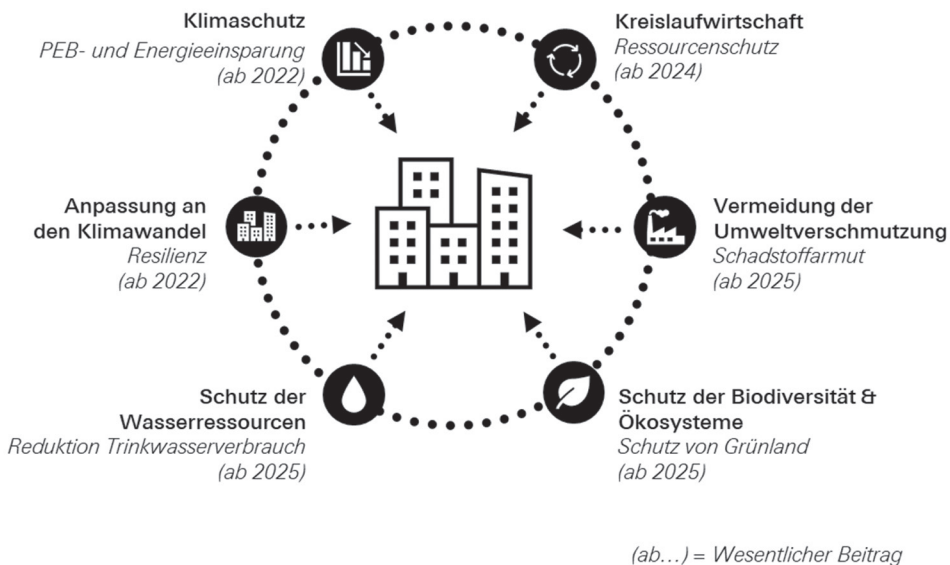 Klimaschutz
PEB- und Energieeinsparung
(ab 2022)
Kreislaufwirtschaft
Ressourcenschutz
(ab 2024)
Anpassung an
den Klimawandel
Resilienz
(ab 2022)
Vermeidung der
Umweltverschmutzung
Schadstoffarmut
(ab 2025)
Schutz der
Wasserressourcen
Reduktion Trinkwasserverbrauch
(ab 2025)
Schutz der Biodiversität &
Ökosysteme
Schutz von Grünland
(ab 2025)
(ab...) = Wesentlicher Beitrag